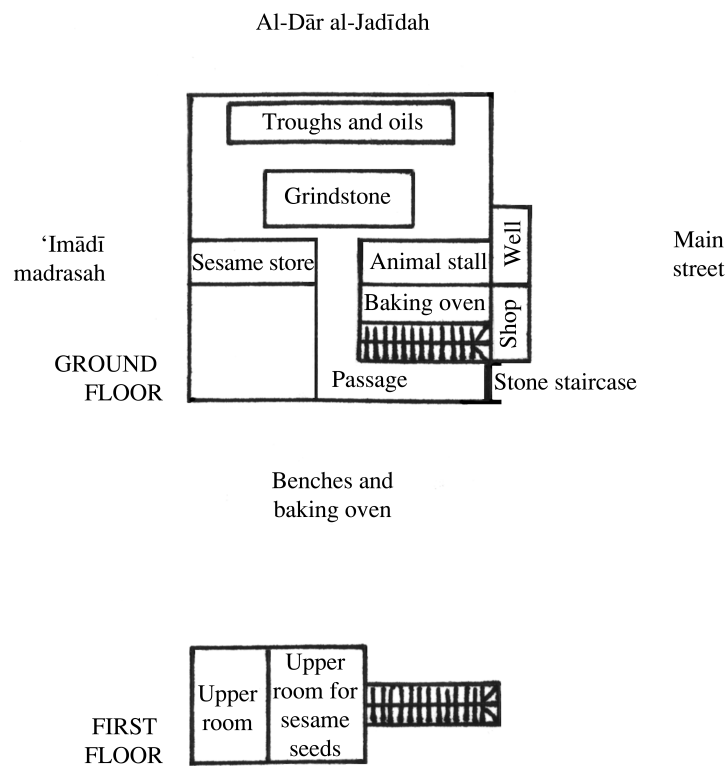 Al-Dār al-Jadīdah
Troughs and oils
Grindstone
‘Imādī
madrasah
Sesame store
Animal stall
Well
Main
street
Baking oven
Shop
GROUND
FLOOR
Passage
Stone staircase
Benches and
baking oven
Upper
room
Upper
room for
sesame
seeds
FIRST
FLOOR